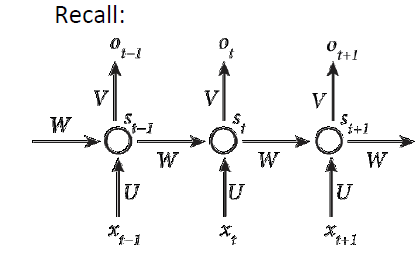 Recall:
o_{t-1} o_t o_{t+1}
V V V
W s_{t-1} s_t s_{t+1}
W W W
U U U
x_{t-1} x_t x_{t+1}